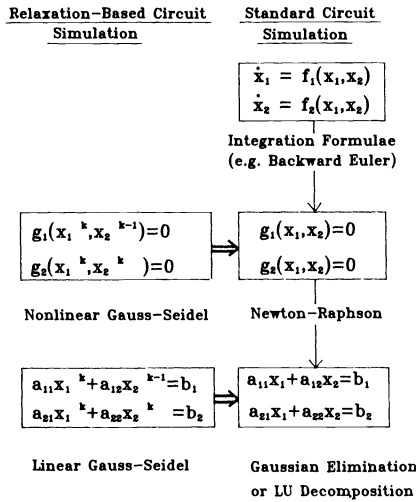 Relaxation-Based Circuit Simulation
Standard Circuit Simulation
ẋ₁ = f₁(x₁,x₂)
ẋ₂ = f₂(x₁,x₂)
Integration Formulae
(e.g. Backward Euler)
g₁(x₁ ᵏ,x₂ ᵏ⁻¹)=0
g₂(x₁ ᵏ,x₂ ᵏ )=0
g₁(x₁,x₂)=0
g₂(x₁,x₂)=0
Nonlinear Gauss-Seidel
Newton-Raphson
a₁₁x₁ ᵏ+a₁₂x₂ ᵏ⁻¹=b₁
a₂₁x₁ ᵏ+a₂₂x₂ ᵏ =b₂
a₁₁x₁+a₁₂x₂=b₁
a₂₁x₁+a₂₂x₂=b₂
Linear Gauss-Seidel
Gaussian Elimination
or LU Decomposition